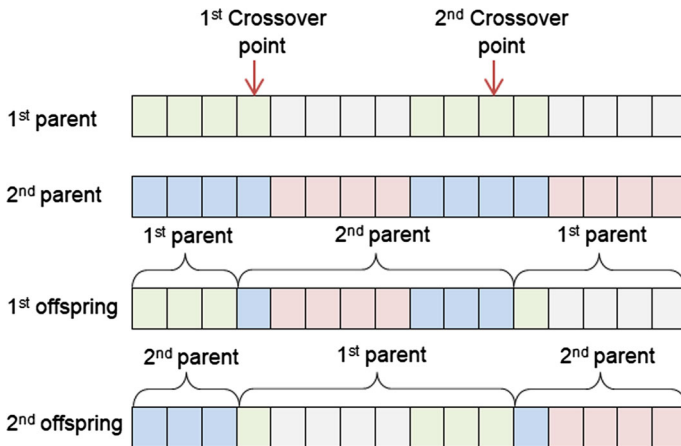 1st Crossover
point
2nd Crossover
point
1st parent
2nd parent
1st parent
2nd parent
1st parent
1st offspring
2nd parent
1st parent
2nd parent
2nd offspring